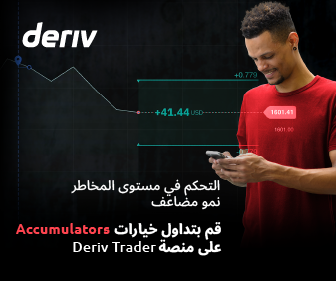 deriv
+0.779
+41.44 USD
1601.41
التحكم في مستوى المخاطر
نمو مضاعف
قم بتداول خيارات Accumulators
على منصة Deriv Trader